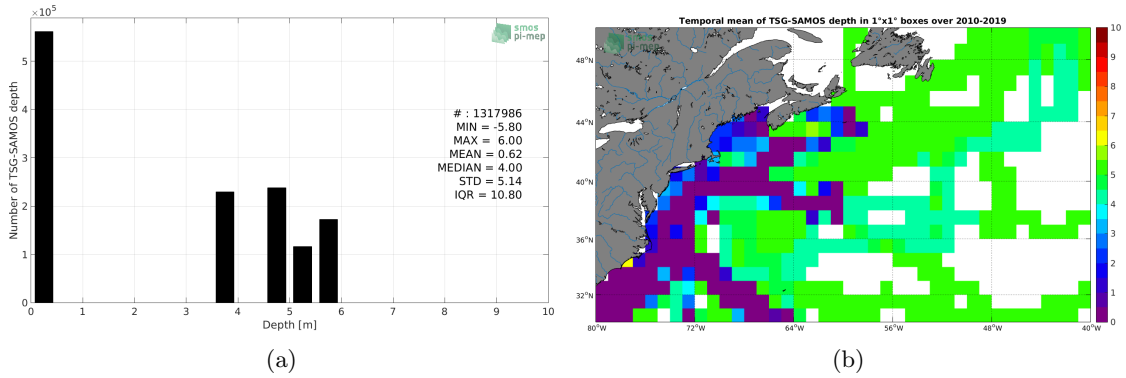 ×10⁵
5
4
3
2
1
0
Number of TSG-SAMOS depth
0 1 2 3 4 5 6 7 8 9 10
Depth [m]
smos
pi-mep
# : 1317986
MIN = -5.80
MAX = 6.00
MEAN = 0.62
MEDIAN = 4.00
STD = 5.14
IQR = 10.80
(a)
Temporal mean of TSG-SAMOS depth in 1°x1° boxes over 2010-2019
smos
pi-mep
48°N
44°N
40°N
36°N
32°N
80°W 72°W 64°W 56°W 48°W 40°W
10
9
8
7
6
5
4
3
2
1
0
(b)